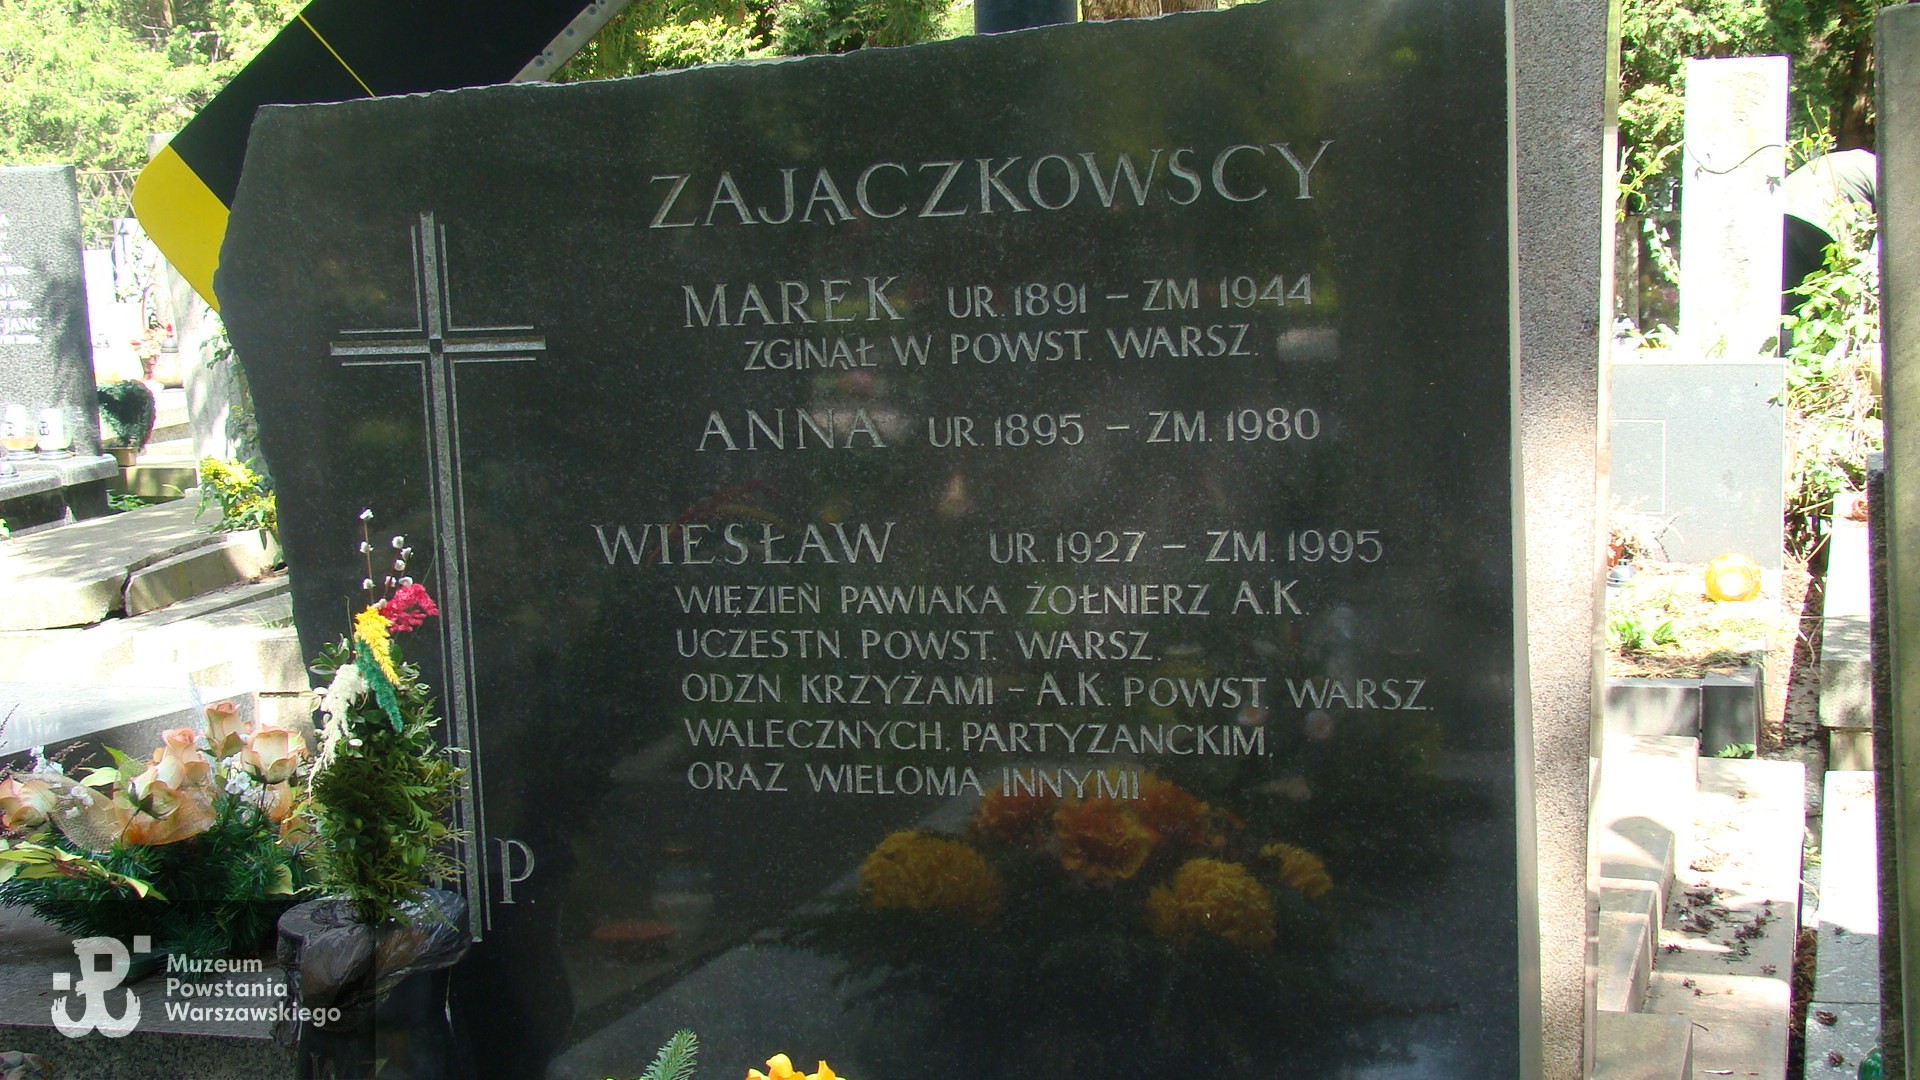 ZAJĄCZKOWSCY
MAREK UR. 1891 – ZM 1944
ZGINĄŁ W POWST. WARSZ.
ANNA UR. 1895 – ZM. 1980
WIESŁAW UR. 1927 – ZM. 1995
WIĘZIEŃ PAWIAKA ŻOŁNIERZ A.K.
UCZESTN. POWST. WARSZ.
ODZN KRZYŻAMI – A.K. POWST. WARSZ.
WALECZNYCH, PARTYZANCKIM,
ORAZ WIELOMA INNYMI.
P.
Muzeum
Powstania
Warszawskiego